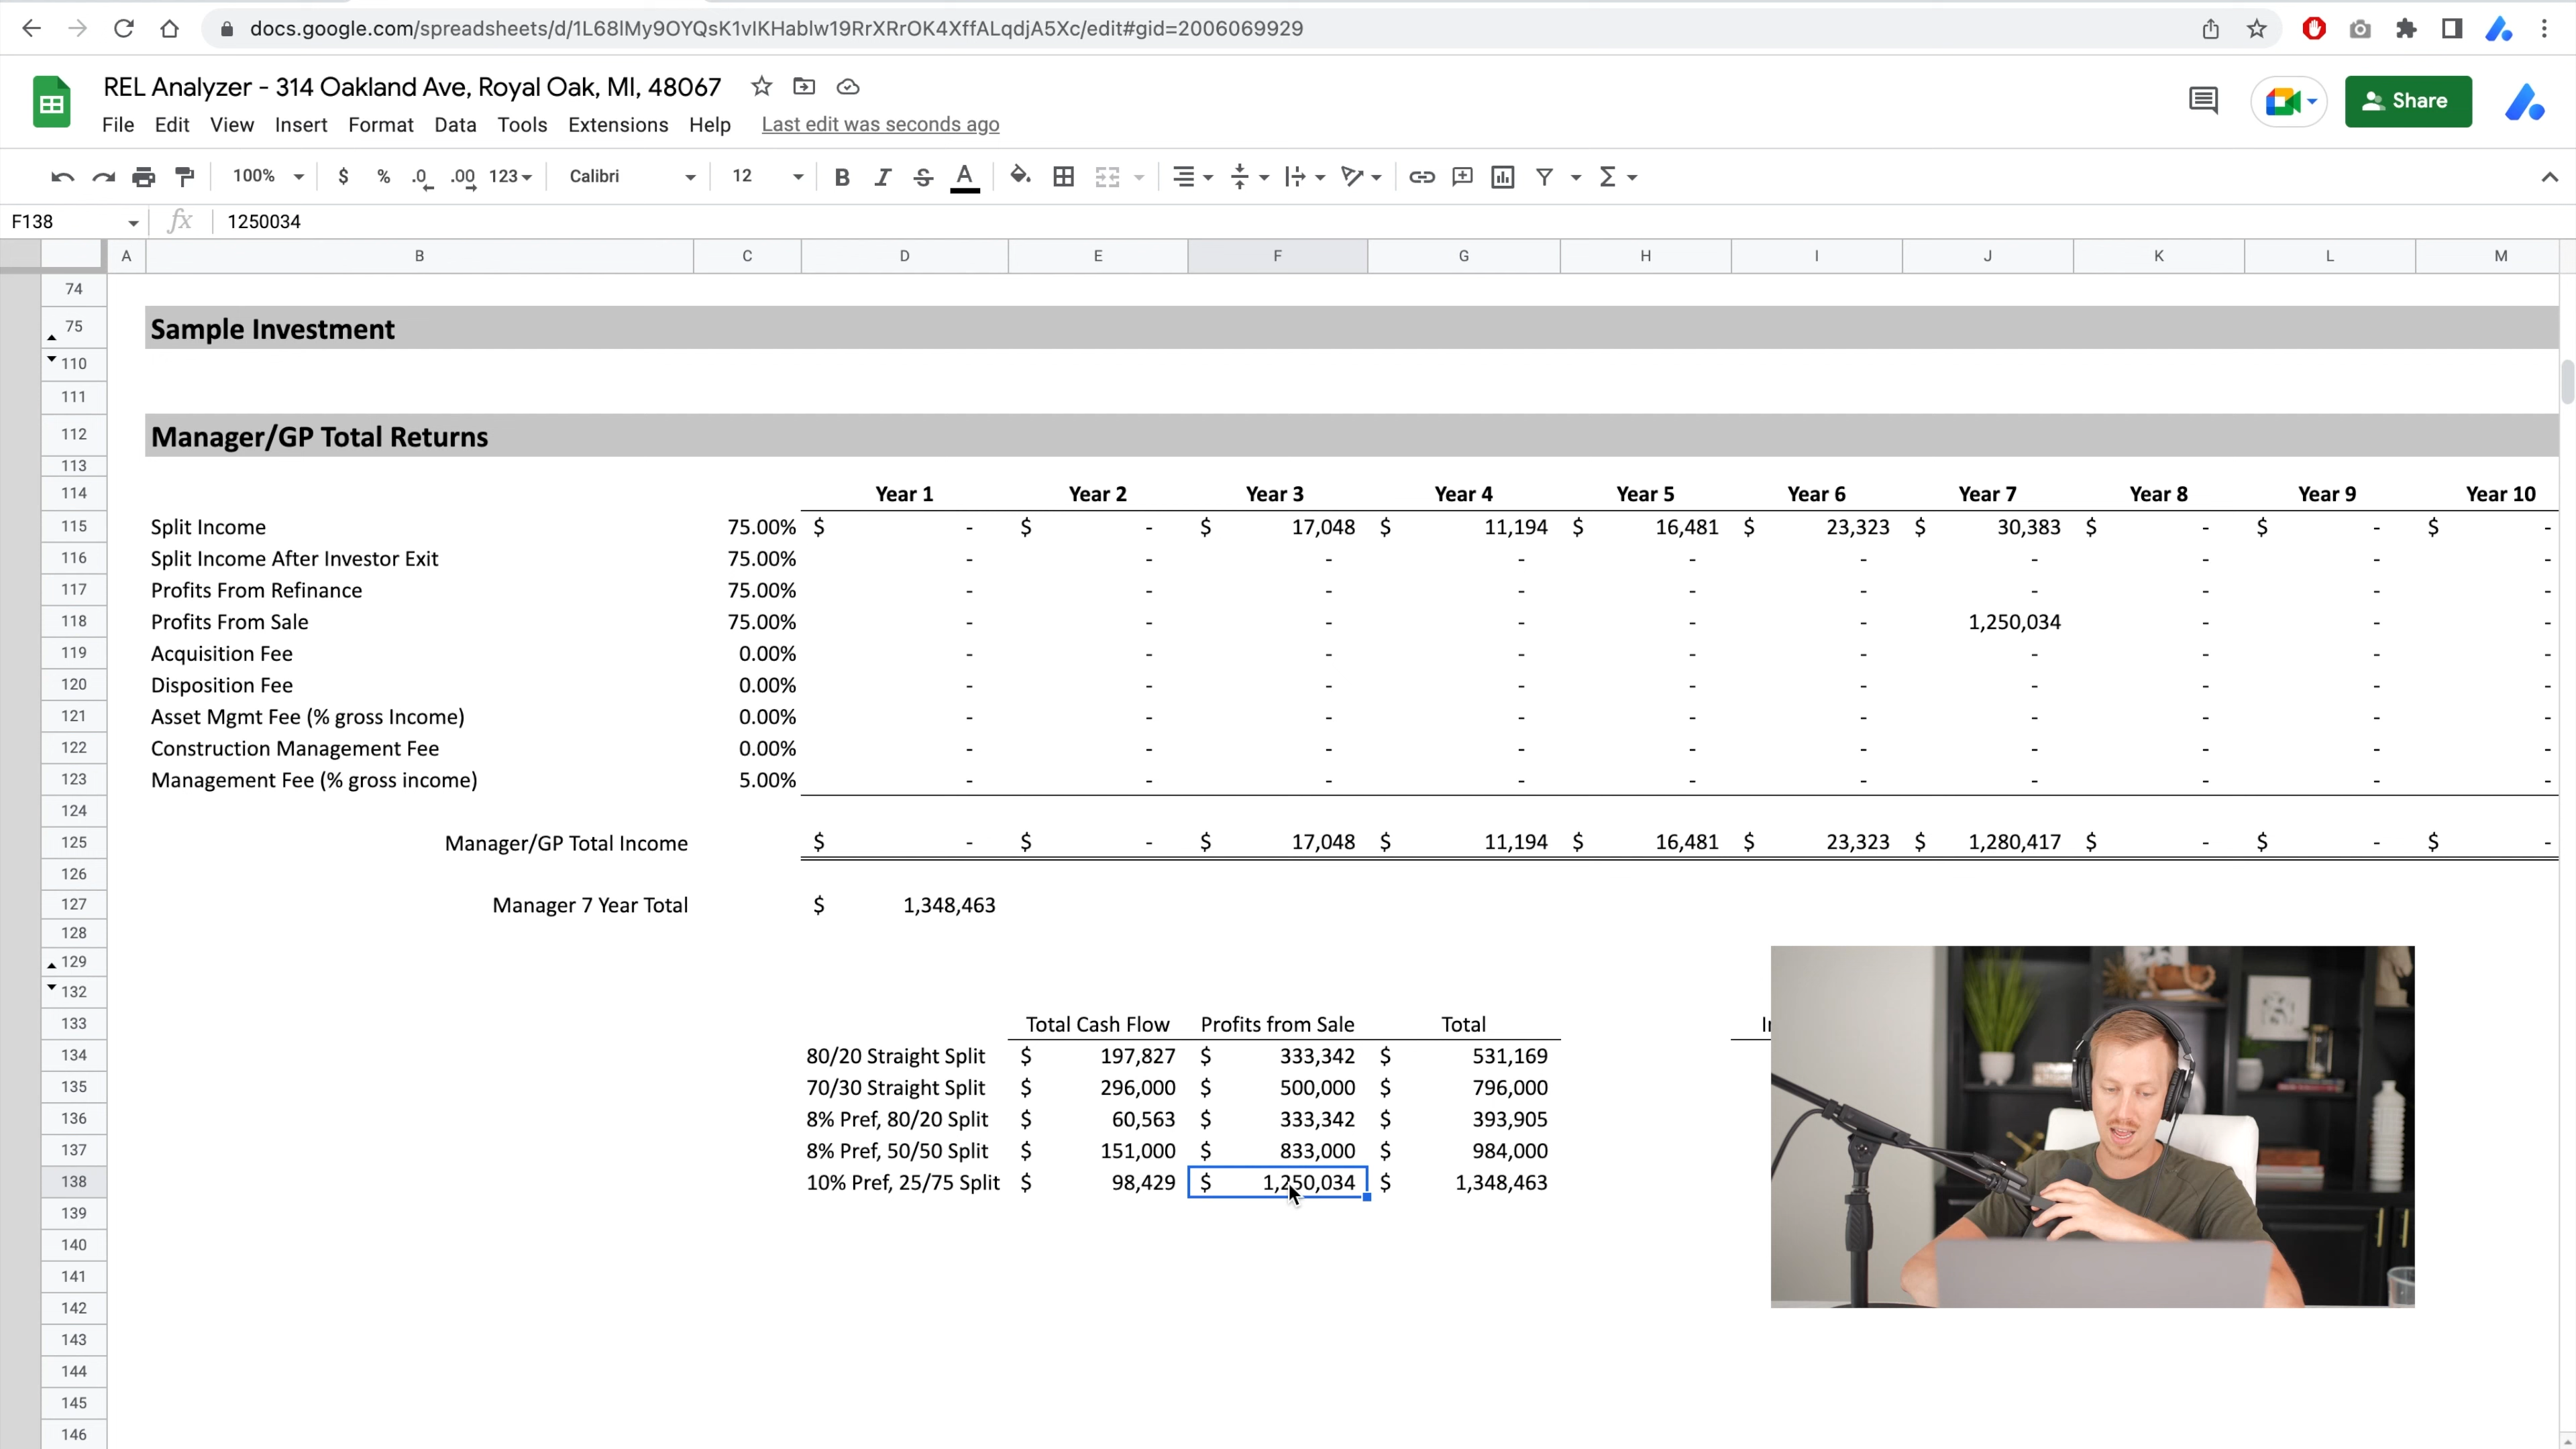 docs.google.com/spreadsheets/d/1L68lMy9OYQsK1vIKHablw19RrXRrOK4XffALqdjA5Xc/edit#gid=2006069929
REL Analyzer - 314 Oakland Ave, Royal Oak, MI, 48067
File Edit View Insert Format Data Tools Extensions Help Last edit was seconds ago
Share
100% $ % .0 .00 123 Calibri 12 B I S A
F138 fx 1250034
A B C D E F G H I J K L M
74
75 Sample Investment
110
111
112 Manager/GP Total Returns
113
114 Year 1 Year 2 Year 3 Year 4 Year 5 Year 6 Year 7 Year 8 Year 9 Year 10
115 Split Income 75.00% $ - $ - $ 17,048 $ 11,194 $ 16,481 $ 23,323 $ 30,383 $ - $ - $ -
116 Split Income After Investor Exit 75.00% - - - - - - - - - -
117 Profits From Refinance 75.00% - - - - - - - - - -
118 Profits From Sale 75.00% - - - - - - 1,250,034 - - -
119 Acquisition Fee 0.00% - - - - - - - - - -
120 Disposition Fee 0.00% - - - - - - - - - -
121 Asset Mgmt Fee (% gross Income) 0.00% - - - - - - - - - -
122 Construction Management Fee 0.00% - - - - - - - - - -
123 Management Fee (% gross income) 5.00% - - - - - - - - - -
124
125 Manager/GP Total Income $ - $ - $ 17,048 $ 11,194 $ 16,481 $ 23,323 $ 1,280,417 $ - $ - $ -
126
127 Manager 7 Year Total $ 1,348,463
128
129
132
133 Total Cash Flow Profits from Sale Total
134 80/20 Straight Split $ 197,827 $ 333,342 $ 531,169
135 70/30 Straight Split $ 296,000 $ 500,000 $ 796,000
136 8% Pref, 80/20 Split $ 60,563 $ 333,342 $ 393,905
137 8% Pref, 50/50 Split $ 151,000 $ 833,000 $ 984,000
138 10% Pref, 25/75 Split $ 98,429 $ 1,250,034 $ 1,348,463
139
140
141
142
143
144
145
146